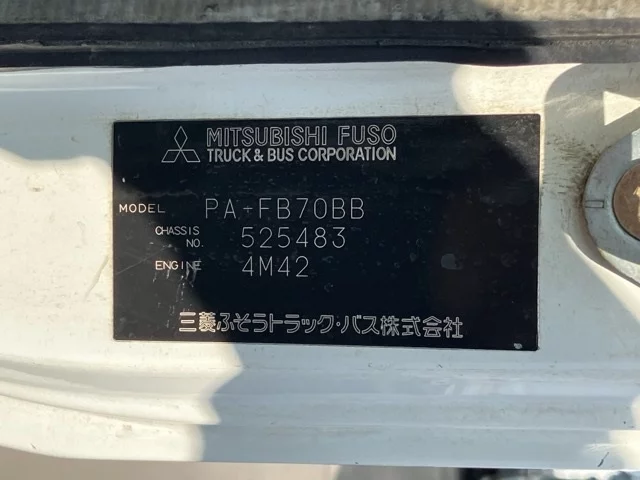 MITSUBISHI FUSO
TRUCK & BUS CORPORATION
MODEL PA-FB70BB
CHASSIS NO. 525483
ENGINE 4M42
三菱ふそうトラック・バス株式会社